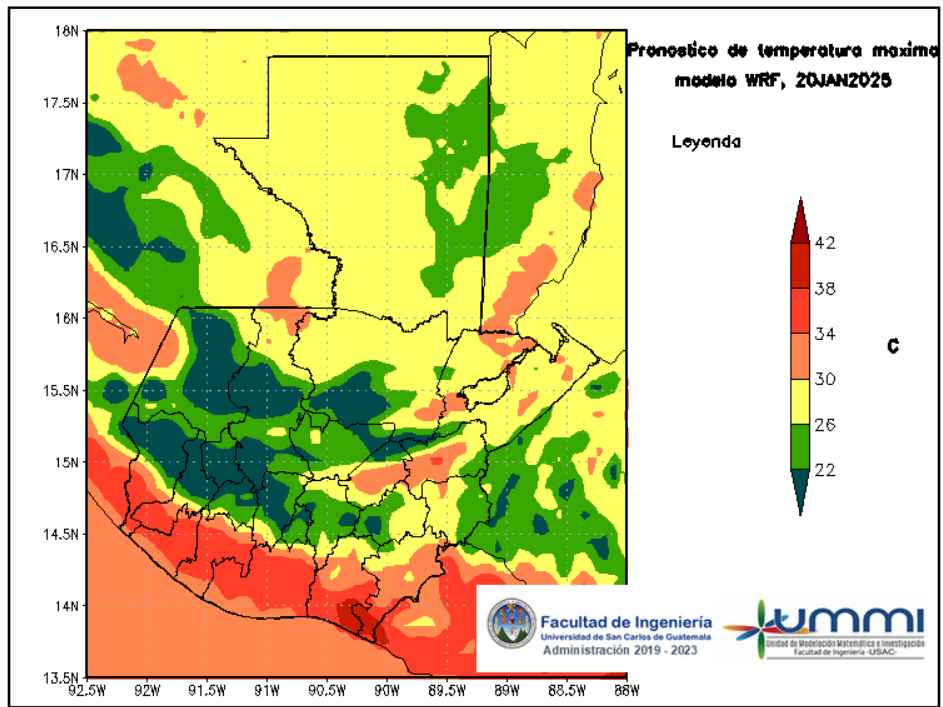 Pronostico de temperatura maxima
modelo WRF, 20JAN2025
Leyenda
18N
17.5N
17N
16.5N
16N
15.5N
15N
14.5N
14N
13.5N
92.5W 92W 91.5W 91W 90.5W 90W 89.5W 89W 88.5W 88W
42
38
34
30
26
22
C
Facultad de Ingeniería
Universidad de San Carlos de Guatemala
Administración 2019 - 2023
UMMI
Unidad de Modelación Matemática e Investigación
Facultad de Ingeniería -USAC-